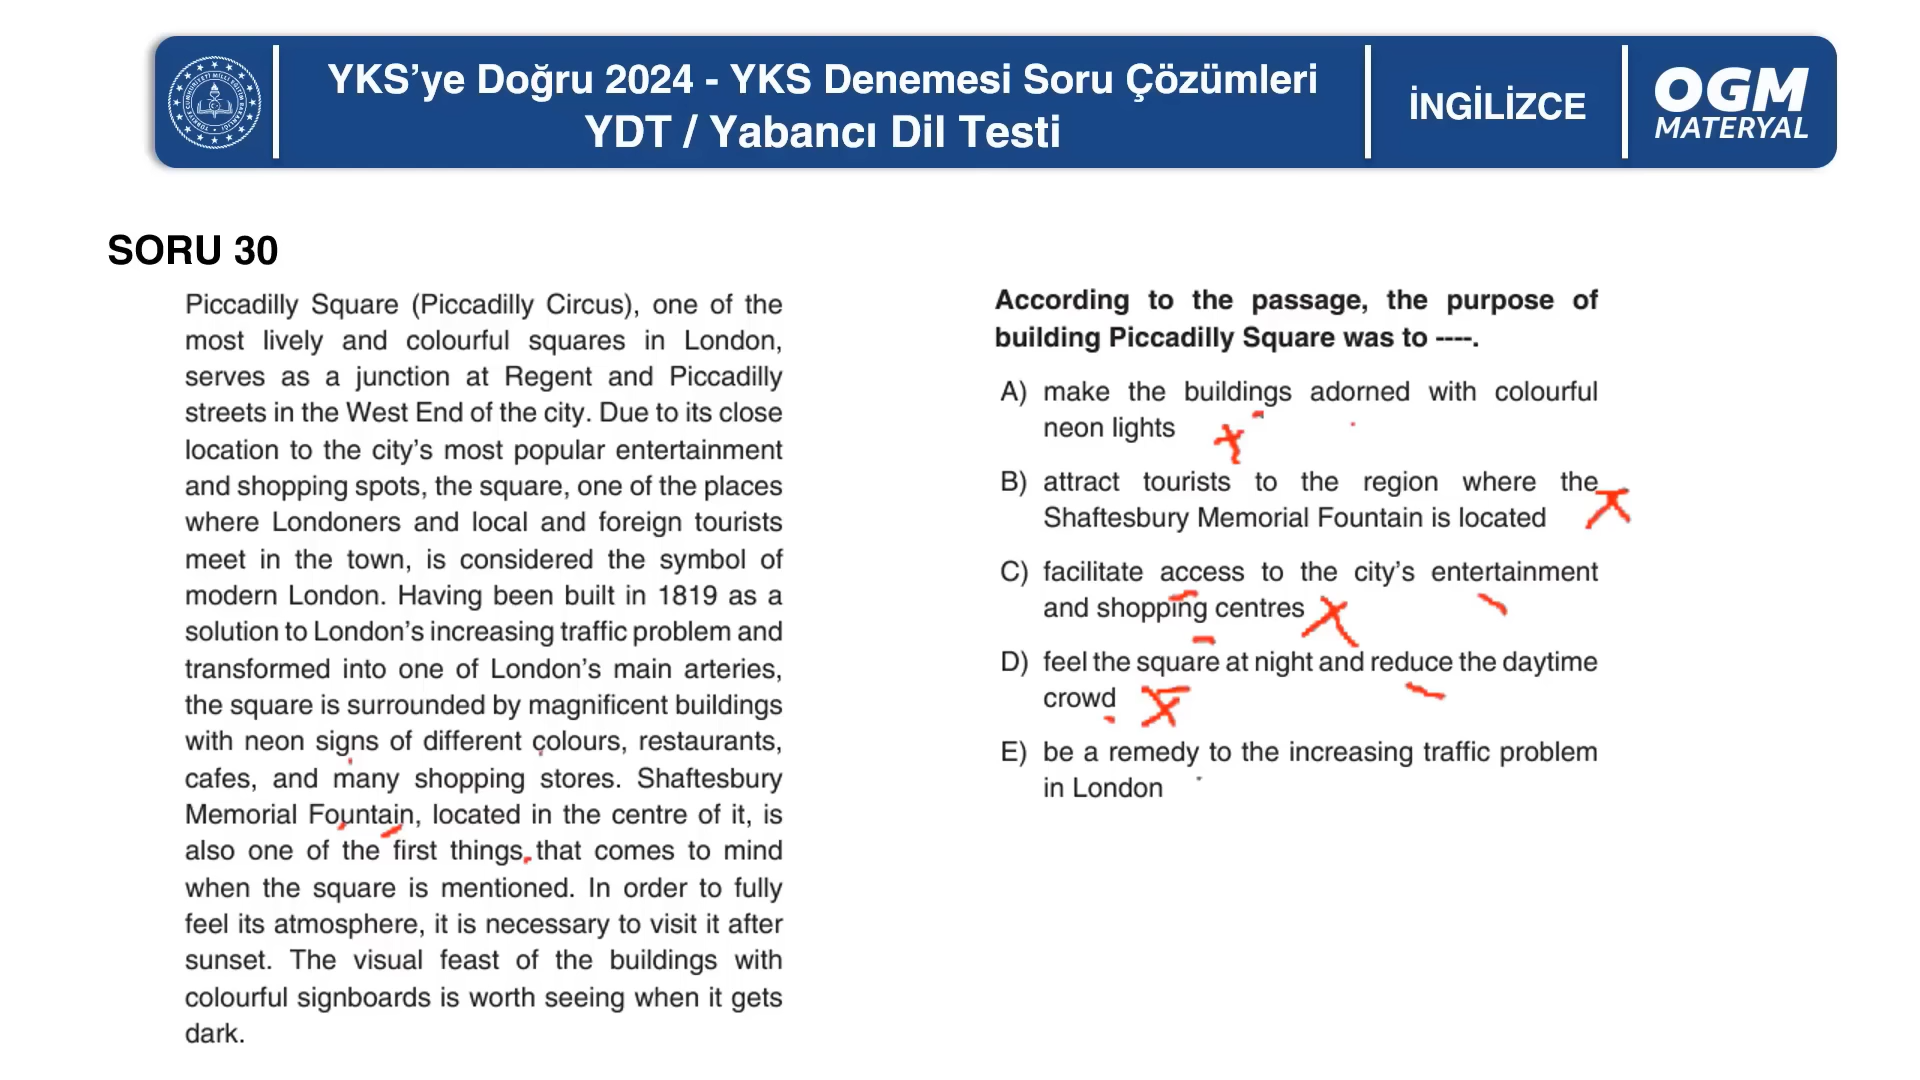 YKS’ye Doğru 2024 - YKS Denemesi Soru Çözümleri
YDT / Yabancı Dil Testi
İNGİLİZCE
OGM
MATERYAL
SORU 30
Piccadilly Square (Piccadilly Circus), one of the
most lively and colourful squares in London,
serves as a junction at Regent and Piccadilly
streets in the West End of the city. Due to its close
location to the city’s most popular entertainment
and shopping spots, the square, one of the places
where Londoners and local and foreign tourists
meet in the town, is considered the symbol of
modern London. Having been built in 1819 as a
solution to London’s increasing traffic problem and
transformed into one of London’s main arteries,
the square is surrounded by magnificent buildings
with neon signs of different colours, restaurants,
cafes, and many shopping stores. Shaftesbury
Memorial Fountain, located in the centre of it, is
also one of the first things that comes to mind
when the square is mentioned. In order to fully
feel its atmosphere, it is necessary to visit it after
sunset. The visual feast of the buildings with
colourful signboards is worth seeing when it gets
dark.
According to the passage, the purpose of
building Piccadilly Square was to ----.
A) make the buildings adorned with colourful
neon lights
B) attract tourists to the region where the
Shaftesbury Memorial Fountain is located
C) facilitate access to the city’s entertainment
and shopping centres
D) feel the square at night and reduce the daytime
crowd
E) be a remedy to the increasing traffic problem
in London